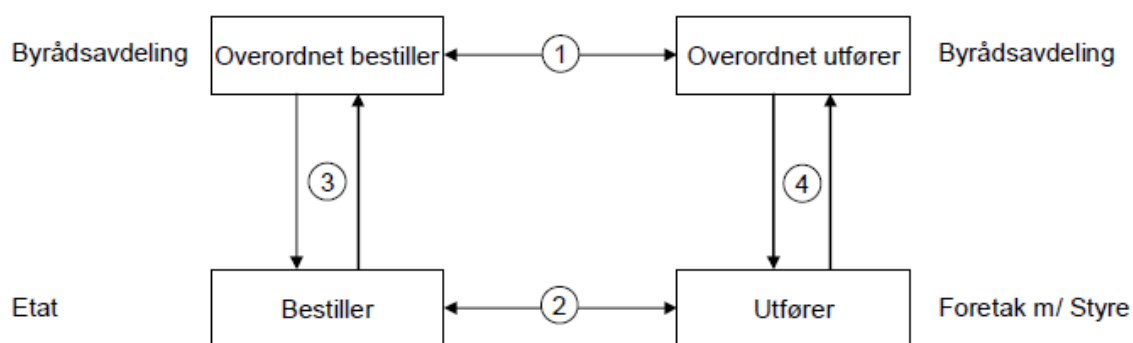 Byrådsavdeling
Overordnet bestiller
1
Overordnet utfører
Byrådsavdeling
3
4
Etat
Bestiller
2
Utfører
Foretak m/ Styre